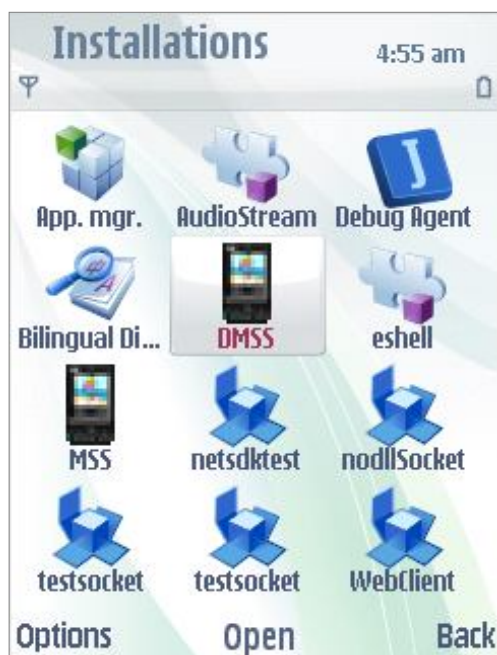 Installations
4:55 am
App. mgr. AudioStream Debug Agent
Bilingual Di... DMSS eshell
MSS netsdktest nodllSocket
testsocket testsocket WebClient
Options Open Back